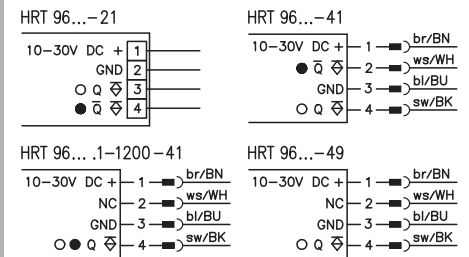 HRT 96...-21
10-30V DC + 1
GND 2
Q 3
Q̅ 4
HRT 96...-41
10-30V DC + 1 br/BN
Q̅ 2 ws/WH
GND 3 bl/BU
Q 4 sw/BK
HRT 96... .1-1200-41
10-30V DC + 1 br/BN
NC 2 ws/WH
GND 3 bl/BU
Q 4 sw/BK
HRT 96...-49
10-30V DC + 1 br/BN
NC 2 ws/WH
GND 3 bl/BU
Q 4 sw/BK